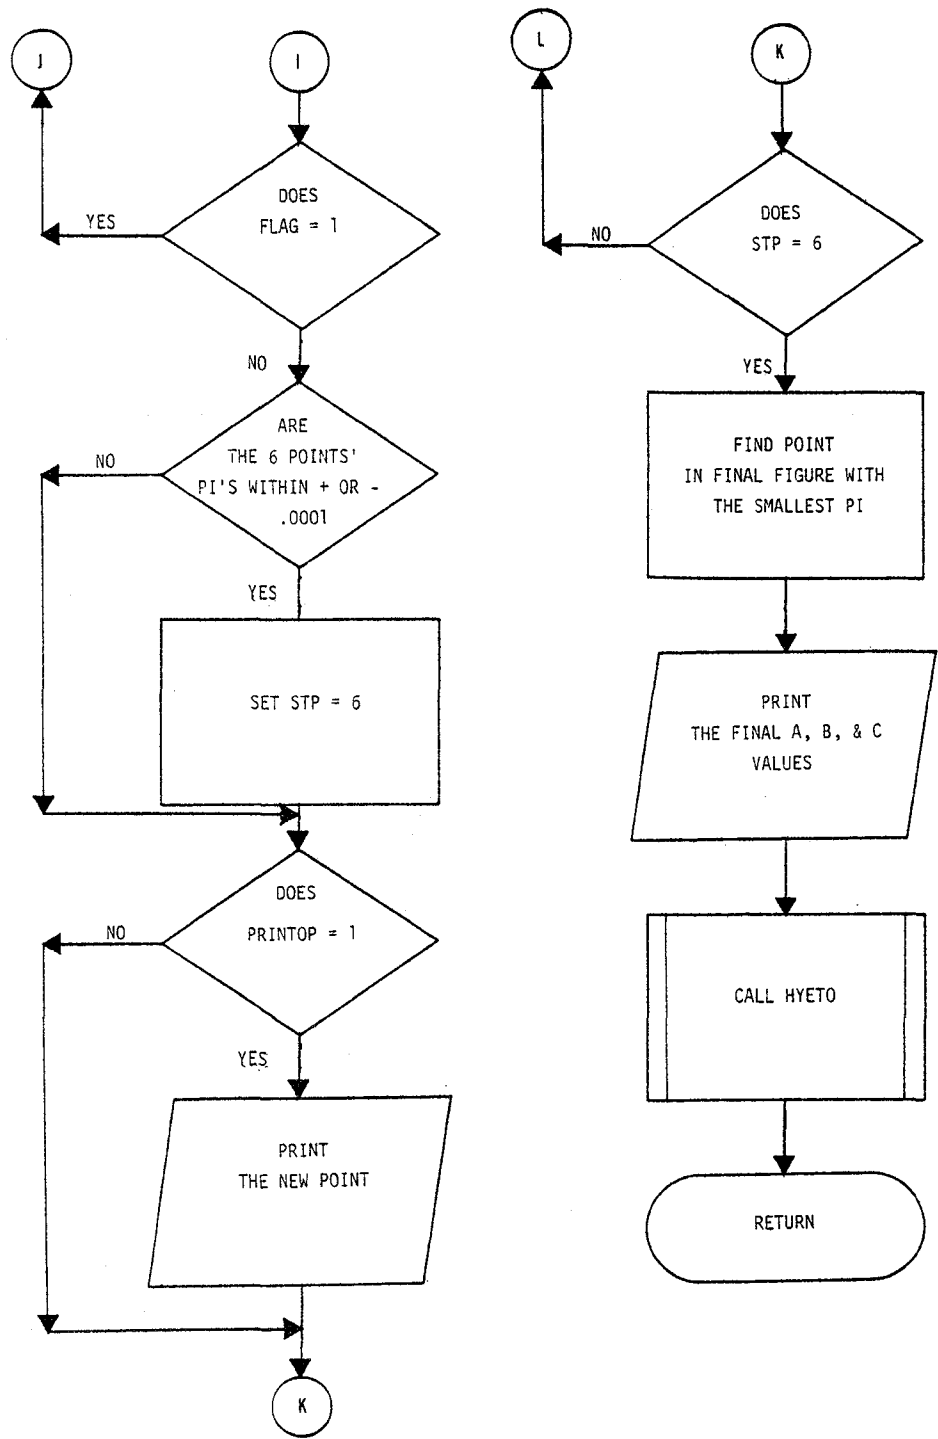 J
I
DOES
FLAG = 1
YES
NO
ARE
THE 6 POINTS'
PI'S WITHIN + OR -
.0001
NO
YES
SET STP = 6
DOES
PRINTOP = 1
NO
YES
PRINT
THE NEW POINT
K
L
K
DOES
STP = 6
NO
YES
FIND POINT
IN FINAL FIGURE WITH
THE SMALLEST PI
PRINT
THE FINAL A, B, & C
VALUES
CALL HYETO
RETURN